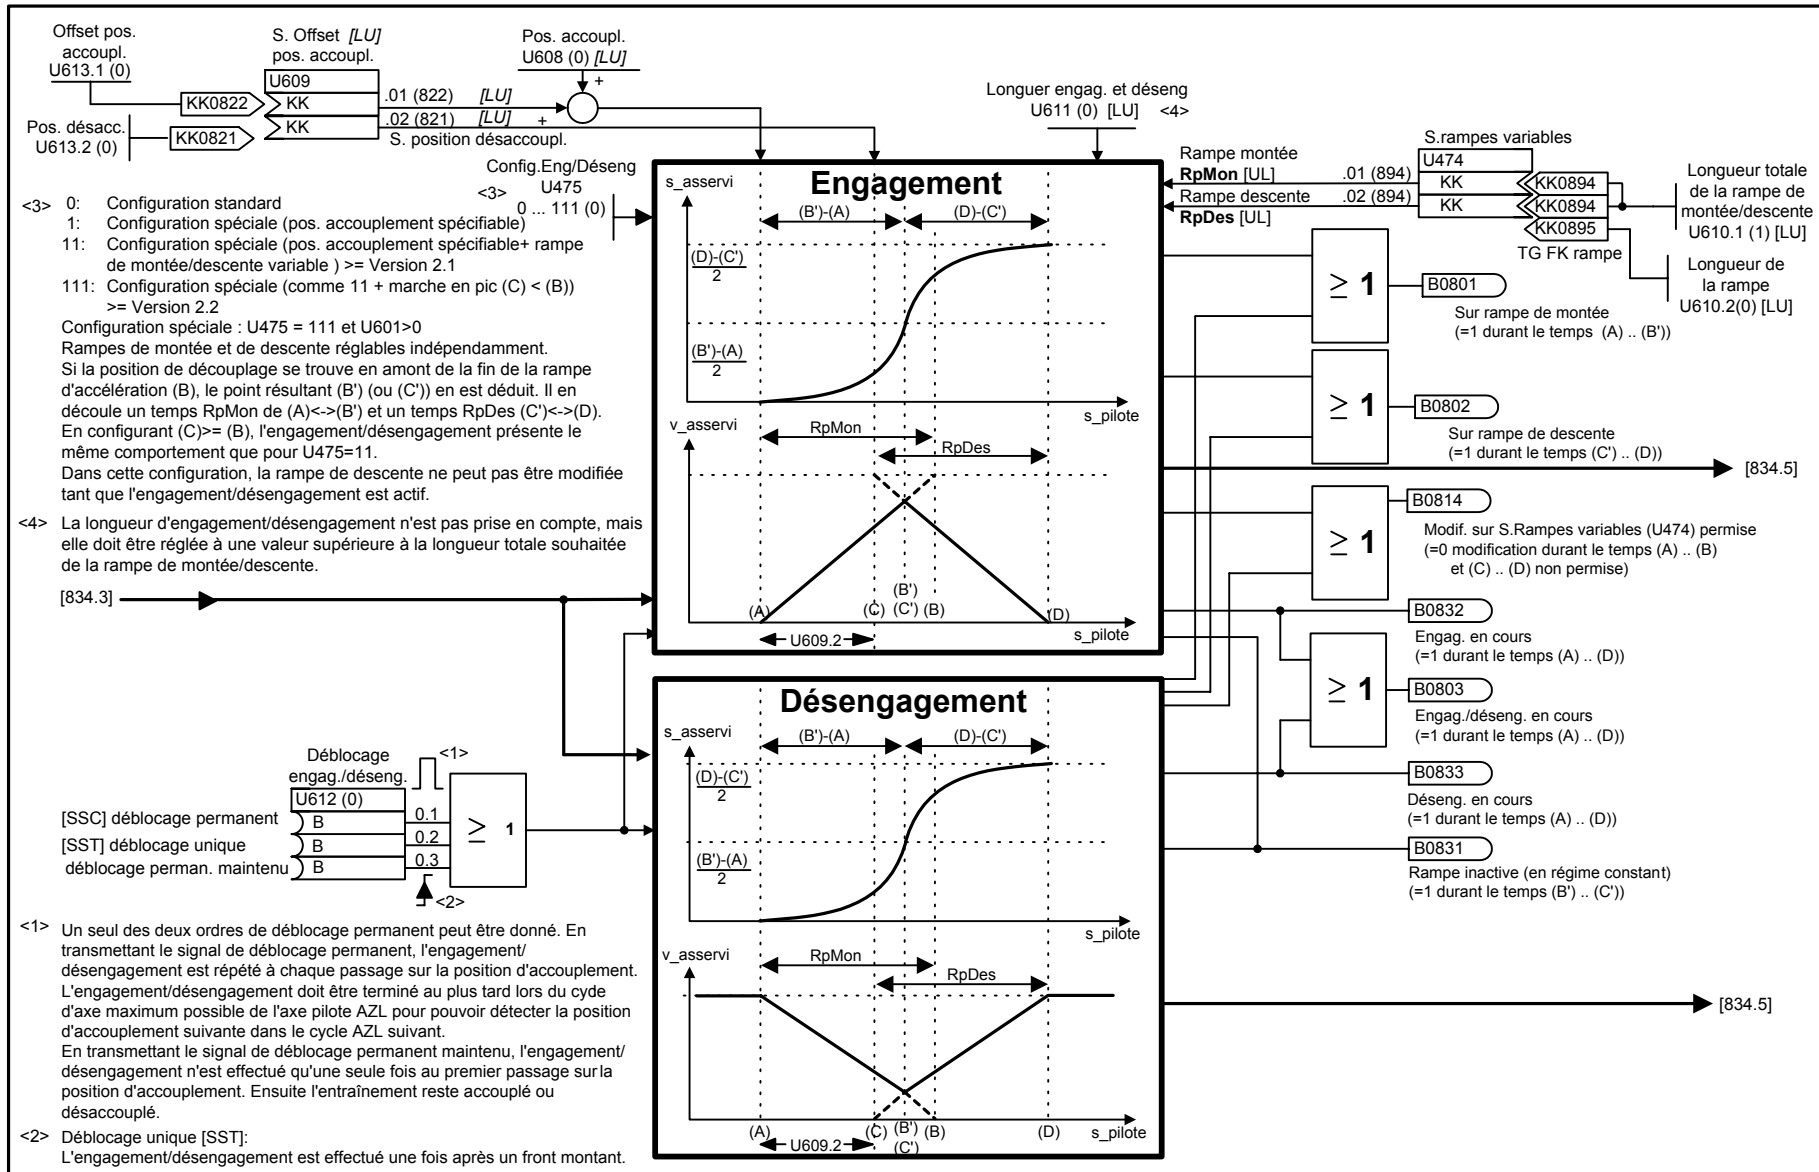 Offset pos.
accoupl.
U613.1 (0)
S. Offset [LU]
pos. accoupl.
U609
KK0822
KK
.01 (822) [LU]
Pos. accoupl.
U608 (0) [LU]
+
Pos. désacc.
U613.2 (0)
KK0821
KK
.02 (821) [LU] +
S. position désaccoupl.
Longuer engag. et déseng
U611 (0) [LU] <4>
Config.Eng/Déseng
<3> U475
0 ... 111 (0)
S.rampes variables
U474
Rampe montée
RpMon [UL]
.01 (894)
KK
KK0894
Rampe descente
RpDes [UL]
.02 (894)
KK
KK0894
KK0895
TG FK rampe
Longueur totale
de la rampe de
montée/descente
U610.1 (1) [LU]
Longueur de
la rampe
U610.2(0) [LU]
<3> 0: Configuration standard
1: Configuration spéciale (pos. accouplement spécifiable)
11: Configuration spéciale (pos. accouplement spécifiable+ rampe
de montée/descente variable ) >= Version 2.1
111: Configuration spéciale (comme 11 + marche en pic (C) < (B))
>= Version 2.2
Configuration spéciale : U475 = 111 et U601>0
Rampes de montée et de descente réglables indépendamment.
Si la position de découplage se trouve en amont de la fin de la rampe
d'accélération (B), le point résultant (B') (ou (C')) en est déduit. Il en
découle un temps RpMon de (A)<->(B') et un temps RpDes (C')<->(D).
En configurant (C)>= (B), l'engagement/désengagement présente le
même comportement que pour U475=11.
Dans cette configuration, la rampe de descente ne peut pas être modifiée
tant que l'engagement/désengagement est actif.
<4> La longueur d'engagement/désengagement n'est pas prise en compte, mais
elle doit être réglée à une valeur supérieure à la longueur totale souhaitée
de la rampe de montée/descente.
[834.3]
Engagement
s_asservi
(B')-(A)
(D)-(C')
(D)-(C')
2
(B')-(A)
2
s_pilote
v_asservi
RpMon
RpDes
(A)
(C)
(B')
(C')
(B)
(D)
s_pilote
U609.2
≥ 1
B0801
Sur rampe de montée
(=1 durant le temps (A) .. (B'))
≥ 1
B0802
Sur rampe de descente
(=1 durant le temps (C') .. (D))
[834.5]
≥ 1
B0814
Modif. sur S.Rampes variables (U474) permise
(=0 modification durant le temps (A) .. (B)
et (C) .. (D) non permise)
B0832
Engag. en cours
(=1 durant le temps (A) .. (D))
≥ 1
B0803
Engag./déseng. en cours
(=1 durant le temps (A) .. (D))
B0833
Déseng. en cours
(=1 durant le temps (A) .. (D))
B0831
Rampe inactive (en régime constant)
(=1 durant le temps (B') .. (C'))
Désengagement
s_asservi
(B')-(A)
(D)-(C')
(D)-(C')
2
(B')-(A)
2
s_pilote
v_asservi
RpMon
RpDes
(A)
(C)
(B')
(C')
(B)
(D)
s_pilote
U609.2
[834.5]
Déblocage
engag./déseng.
<1>
U612 (0)
[SSC] déblocage permanent
B
0.1
[SST] déblocage unique
B
0.2
déblocage perman. maintenu
B
0.3
≥ 1
<2>
<1> Un seul des deux ordres de déblocage permanent peut être donné. En
transmettant le signal de déblocage permanent, l'engagement/
désengagement est répété à chaque passage sur la position d'accouplement.
L'engagement/désengagement doit être terminé au plus tard lors du cyde
d'axe maximum possible de l'axe pilote AZL pour pouvoir détecter la position
d'accouplement suivante dans le cycle AZL suivant.
En transmettant le signal de déblocage permanent maintenu, l'engagement/
désengagement n'est effectué qu'une seule fois au premier passage sur la
position d'accouplement. Ensuite l'entraînement reste accouplé ou
désaccouplé.
<2> Déblocage unique [SST]:
L'engagement/désengagement est effectué une fois après un front montant.